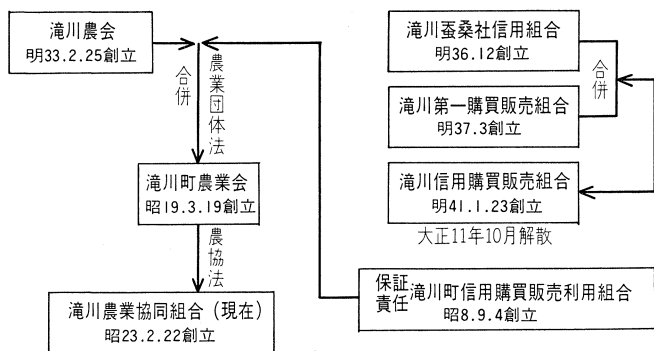 滝川農会
明33.2.25創立
合併
農業団体法
滝川町農業会
昭19.3.19創立
農協法
滝川農業協同組合（現在）
昭23.2.22創立
滝川蚕桑社信用組合
明36.12創立
合併
滝川第一購買販売組合
明37.3創立
滝川信用購買販売組合
明41.1.23創立
大正11年10月解散
保証責任 滝川町信用購買販売利用組合
昭8.9.4創立